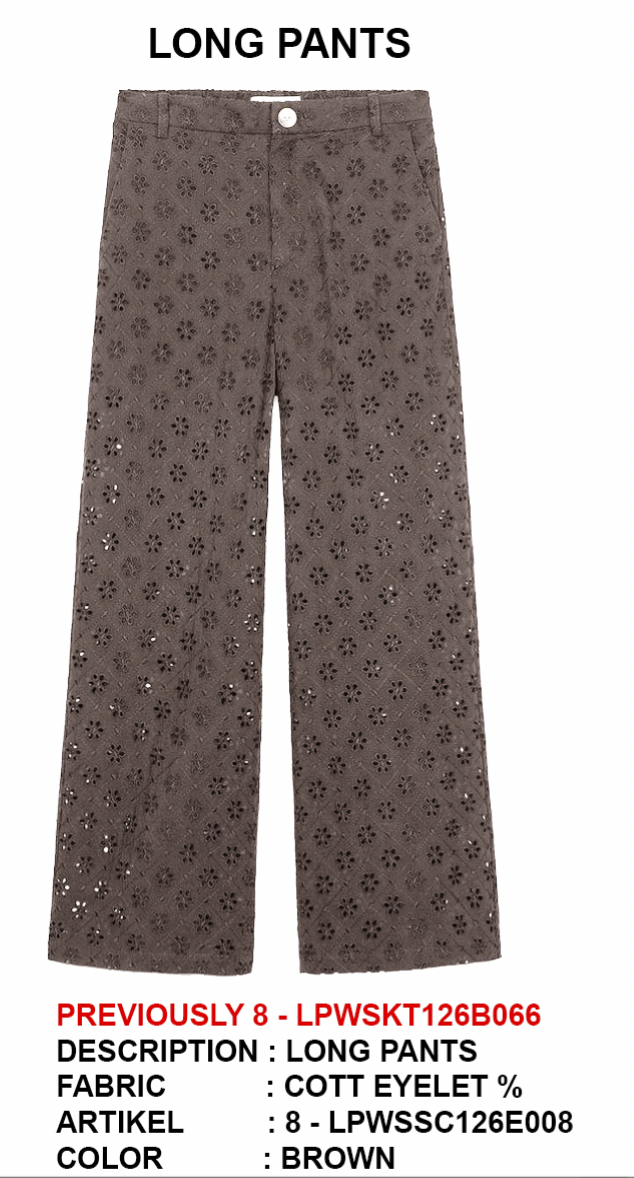 LONG PANTS
PREVIOUSLY 8 - LPWSKT126B066
DESCRIPTION : LONG PANTS
FABRIC : COTT EYELET %
ARTIKEL : 8 - LPWSSC126E008
COLOR : BROWN